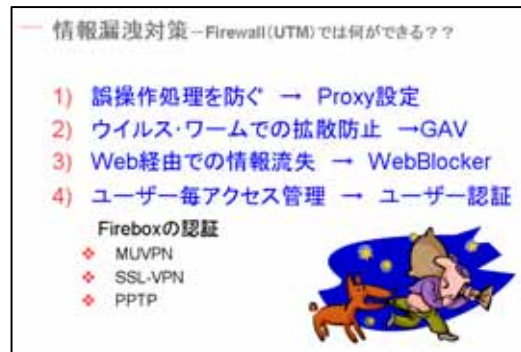 情報漏洩対策－Firewall(UTM)では何ができる？？
1) 誤操作処理を防ぐ → Proxy設定
2) ウイルス・ワームでの拡散防止 →GAV
3) Web経由での情報流失 → WebBlocker
4) ユーザー毎アクセス管理 → ユーザー認証
Fireboxの認証
❖ MUVPN
❖ SSL-VPN
❖ PPTP